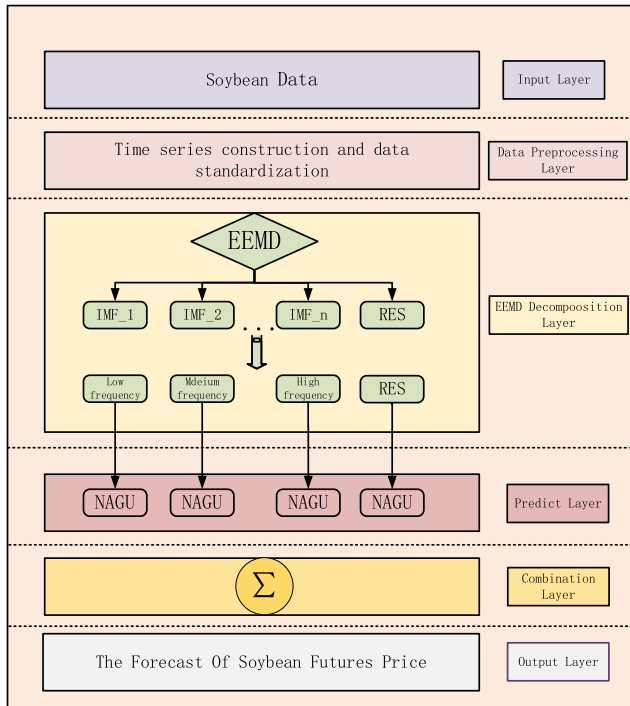 Soybean Data
Input Layer
Time series construction and data
standardization
Data Preprocessing
Layer
EEMD
IMF_1
IMF_2
...
IMF_n
RES
EEMD Decompoosition
Layer
Low
frequency
Mdeium
frequency
High
frequency
RES
NAGU
NAGU
NAGU
NAGU
Predict Layer
Σ
Combination
Layer
The Forecast Of Soybean Futures Price
Output Layer